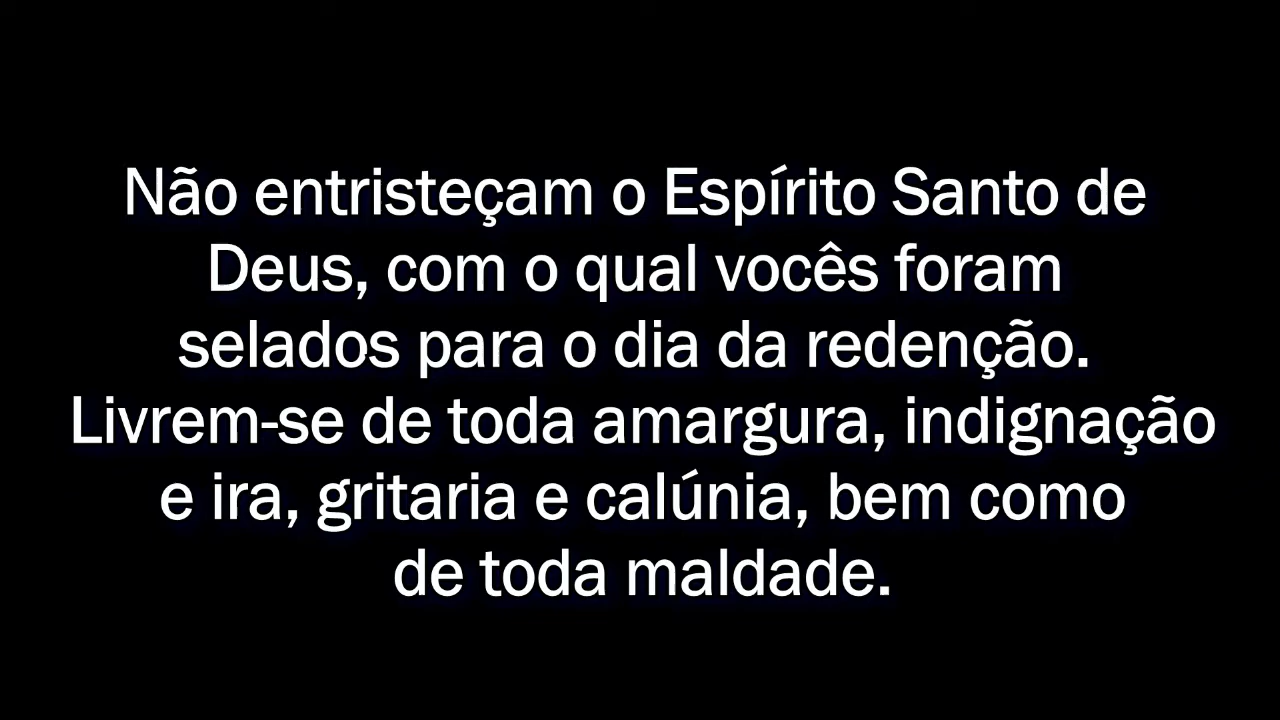 Não entristeçam o Espírito Santo de
Deus, com o qual vocês foram
selados para o dia da redenção.
Livrem-se de toda amargura, indignação
e ira, gritaria e calúnia, bem como
de toda maldade.